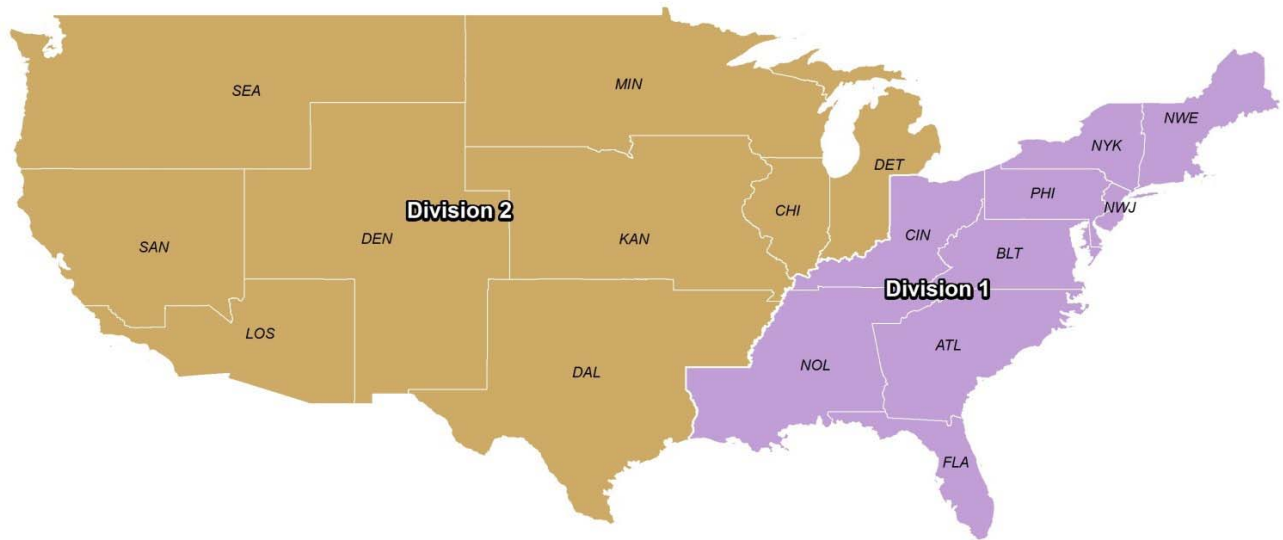 SEA
MIN
NWE
NYK
DET
PHI
NWJ
CHI
Division 2
DEN
KAN
CIN
SAN
BLT
Division 1
LOS
ATL
DAL
NOL
FLA